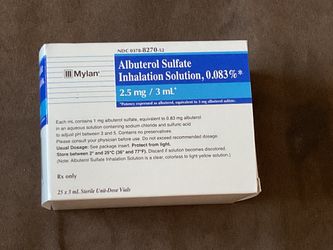 NDC 0378-8270-52
Mylan®
Albuterol Sulfate
Inhalation Solution, 0.083%*
2.5 mg / 3 mL*
*Potency expressed as albuterol, equivalent to 3 mg albuterol sulfate.
Each mL contains 1 mg albuterol sulfate, equivalent to 0.83 mg albuterol
in an aqueous solution containing sodium chloride and sulfuric acid
to adjust pH between 3 and 5. Contains no preservatives.
Please consult your physician before use. Do not exceed recommended dosage.
Usual Dosage: See package insert. Protect from light.
Store between 2° and 25°C (36° and 77°F). Discard if solution becomes discolored.
(Note: Albuterol Sulfate Inhalation Solution is a clear, colorless to light yellow solution.)
Rx only
25 x 3 mL Sterile Unit-Dose Vials